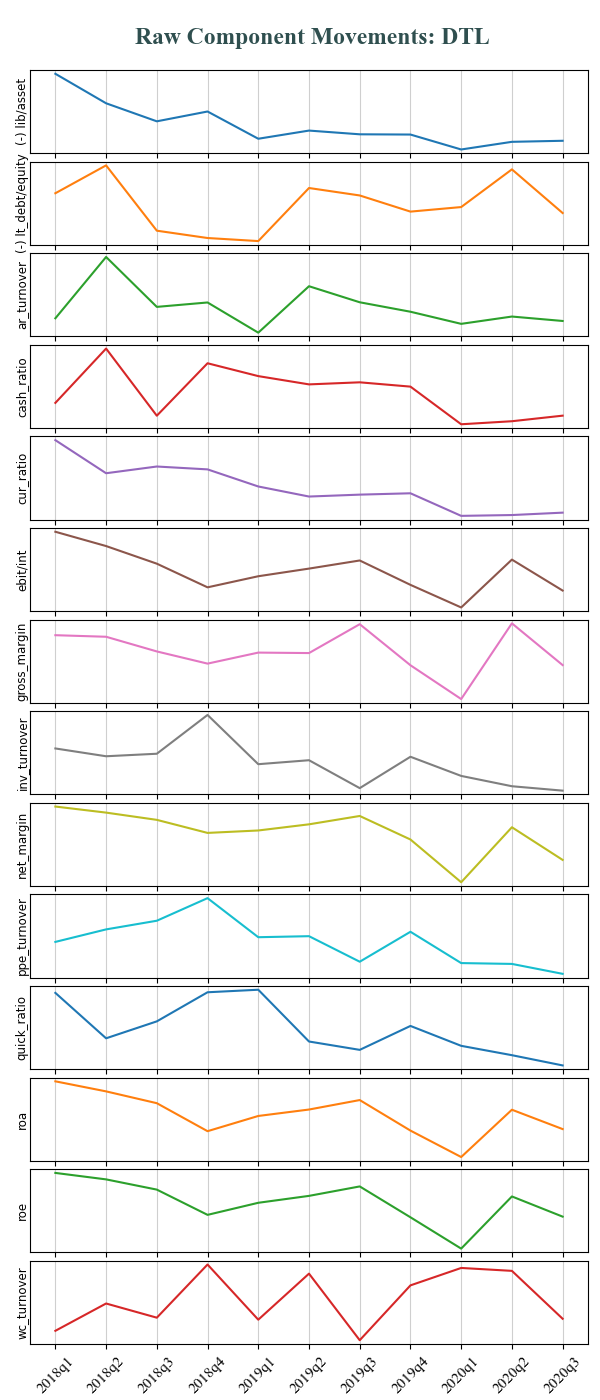 Raw Component Movements: DTL
(-) lib/asset
(-) lt_debt/equity
ar_turnover
cash_ratio
cur_ratio
ebit/int
gross_margin
inv_turnover
net_margin
ppe_turnover
quick_ratio
roa
roe
wc_turnover
2018q1 2018q2 2018q3 2018q4 2019q1 2019q2 2019q3 2019q4 2020q1 2020q2 2020q3